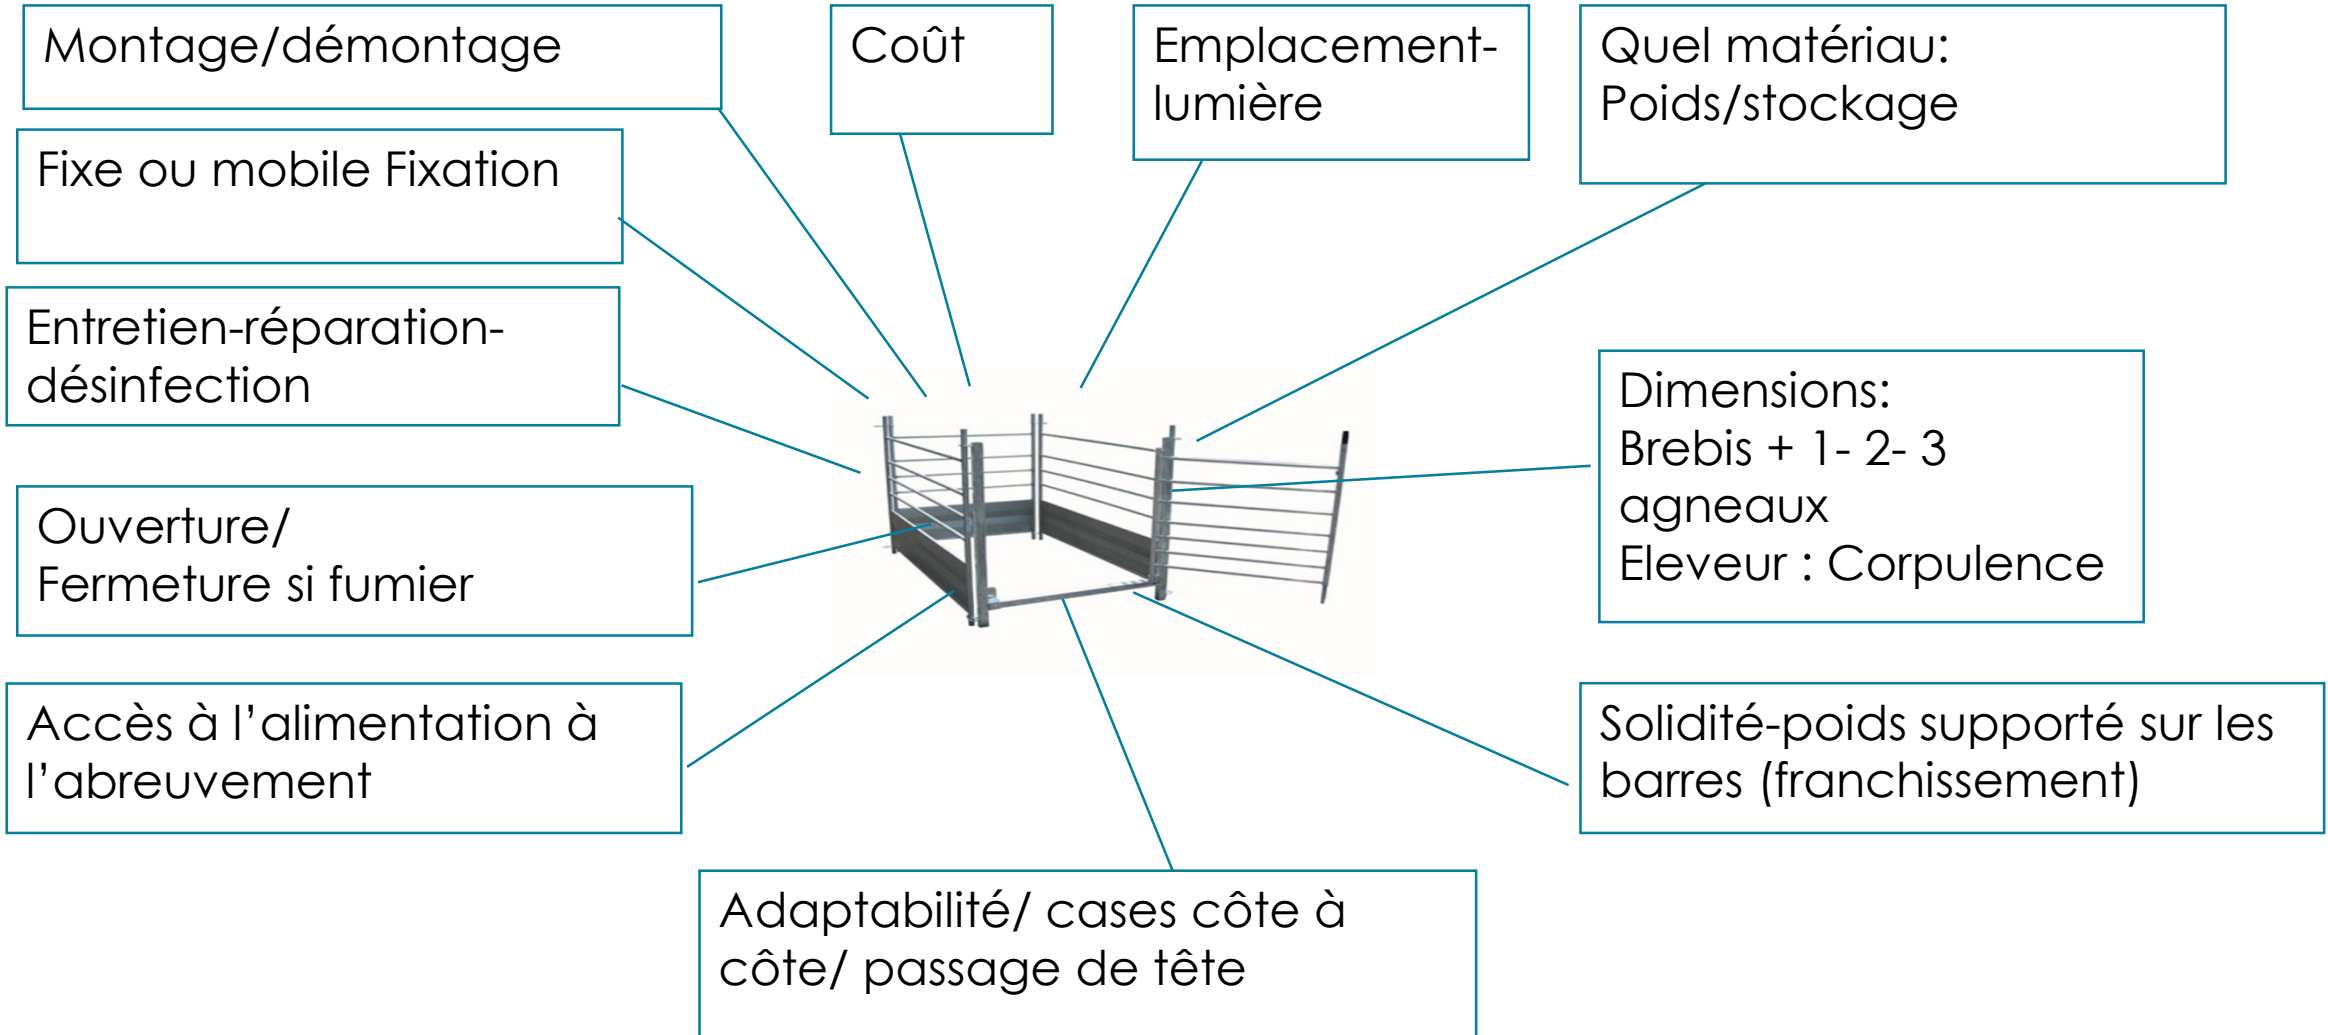 Montage/démontage
Coût
Emplacement-
lumière
Quel matériau:
Poids/stockage
Fixe ou mobile Fixation
Entretien-réparation-
désinfection
Dimensions:
Brebis + 1- 2- 3
agneaux
Eleveur : Corpulence
Ouverture/
Fermeture si fumier
Accès à l’alimentation à
l’abreuvement
Solidité-poids supporté sur les
barres (franchissement)
Adaptabilité/ cases côte à
côte/ passage de tête